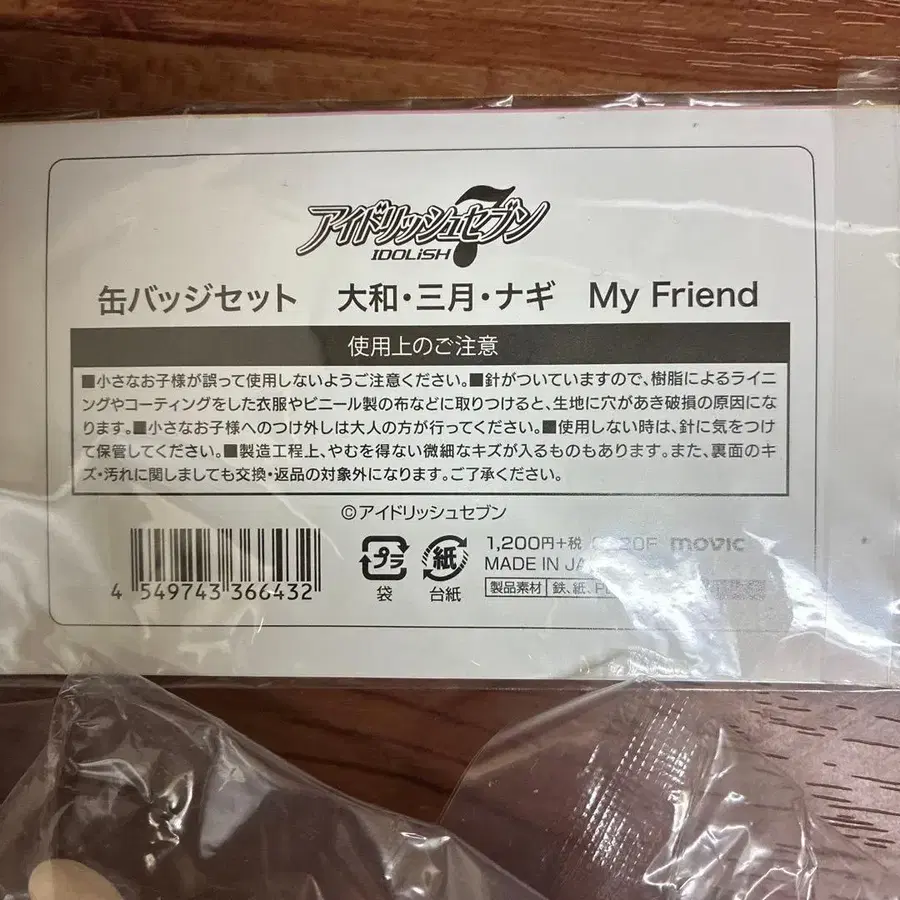 アイドリッシュセブン
7
IDOLiSH
缶バッジセット 大和・三月・ナギ My Friend
使用上のご注意
■小さなお子様が誤って使用しないようご注意ください。■針がついていますので、樹脂によるライニ
ングやコーティングをした衣服やビニール製の布などに取りつけると、生地に穴があき破損の原因にな
ります。■小さなお子様へのつけ外しは大人の方が行ってください。■使用しない時は、針に気をつけ
て保管してください。■製造工程上、やむを得ない微細なキズが入るものもあります。また、裏面のキ
ズ・汚れに関しましても交換・返品の対象外になります。ご了承ください。
©アイドリッシュセブン
4 549743 366432
プラ
袋
紙
台紙
1,200円+税 movic
MADE IN
製品素材 鉄、紙、